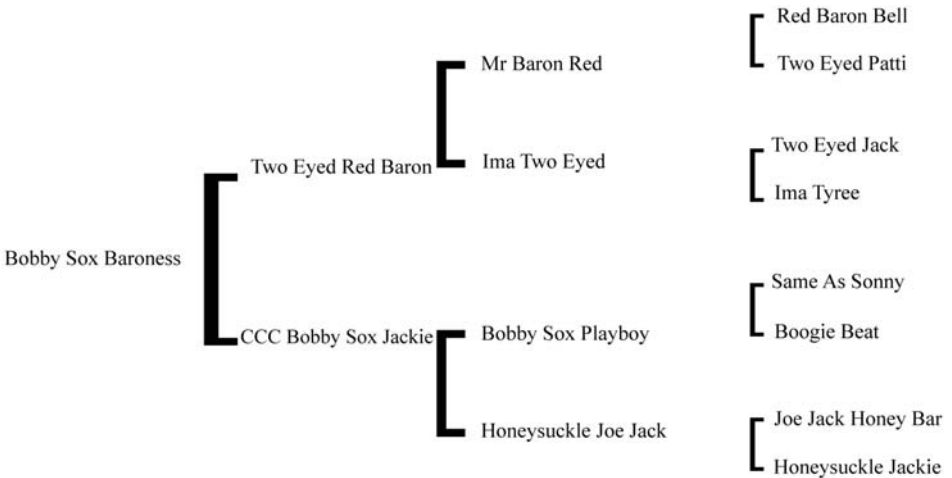 Red Baron Bell
Mr Baron Red
Two Eyed Patti
Two Eyed Red Baron
Ima Two Eyed
Two Eyed Jack
Ima Tyree
Bobby Sox Baroness
Same As Sonny
CCC Bobby Sox Jackie
Bobby Sox Playboy
Boogie Beat
Honeysuckle Joe Jack
Joe Jack Honey Bar
Honeysuckle Jackie